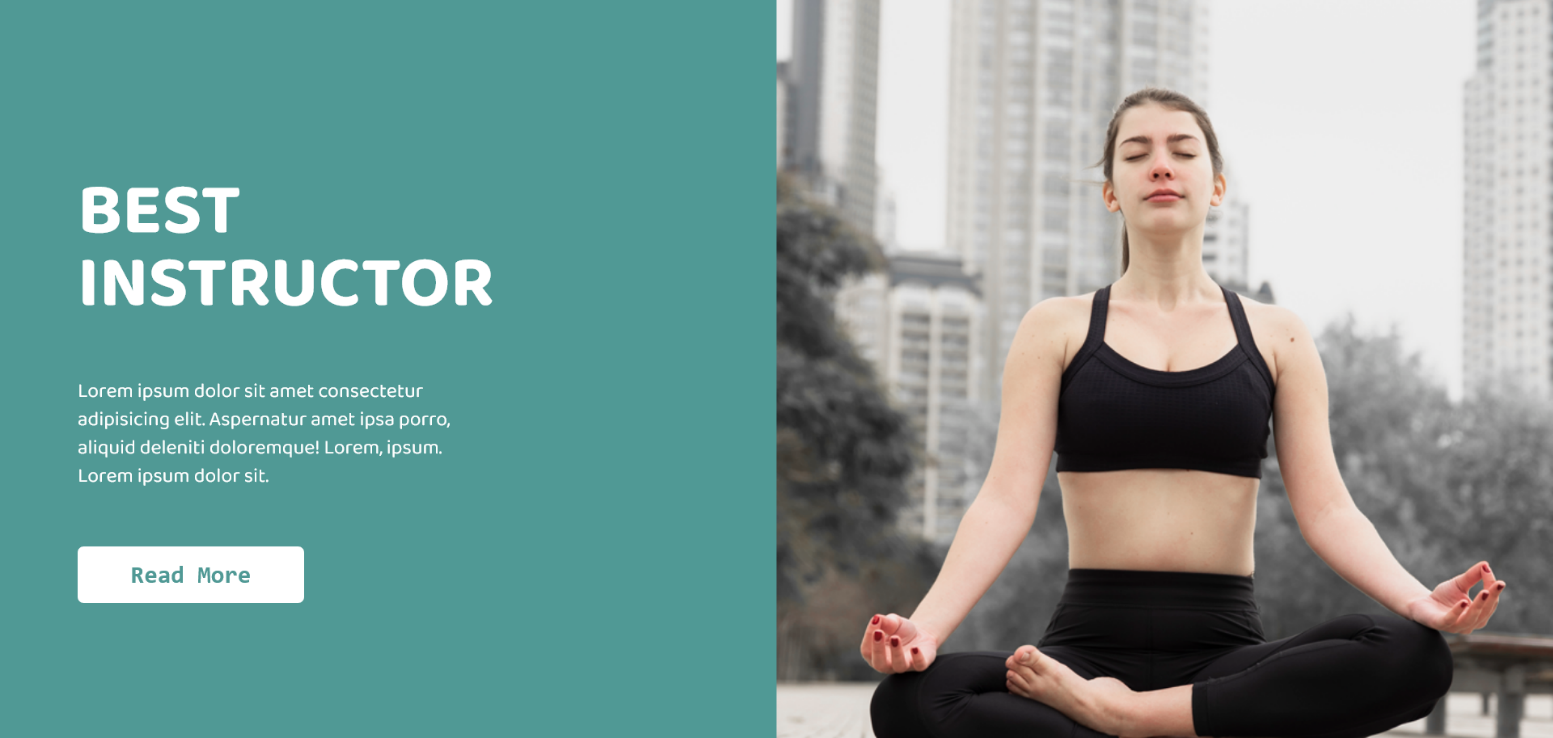 BEST
INSTRUCTOR
Lorem ipsum dolor sit amet consectetur
adipisicing elit. Aspernatur amet ipsa porro,
aliquid deleniti doloremque! Lorem, ipsum.
Lorem ipsum dolor sit.
Read More